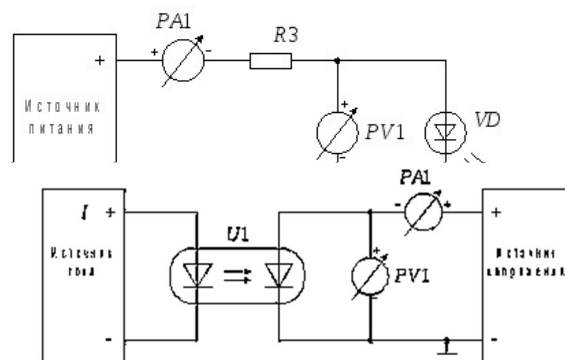 PA1
+ -
R3
+
Источник
питания
+
PV1
-
VD
PA1
- +
I +
U1
+
Источник
тока
+
PV1
-
Источник
напряжения
-
-